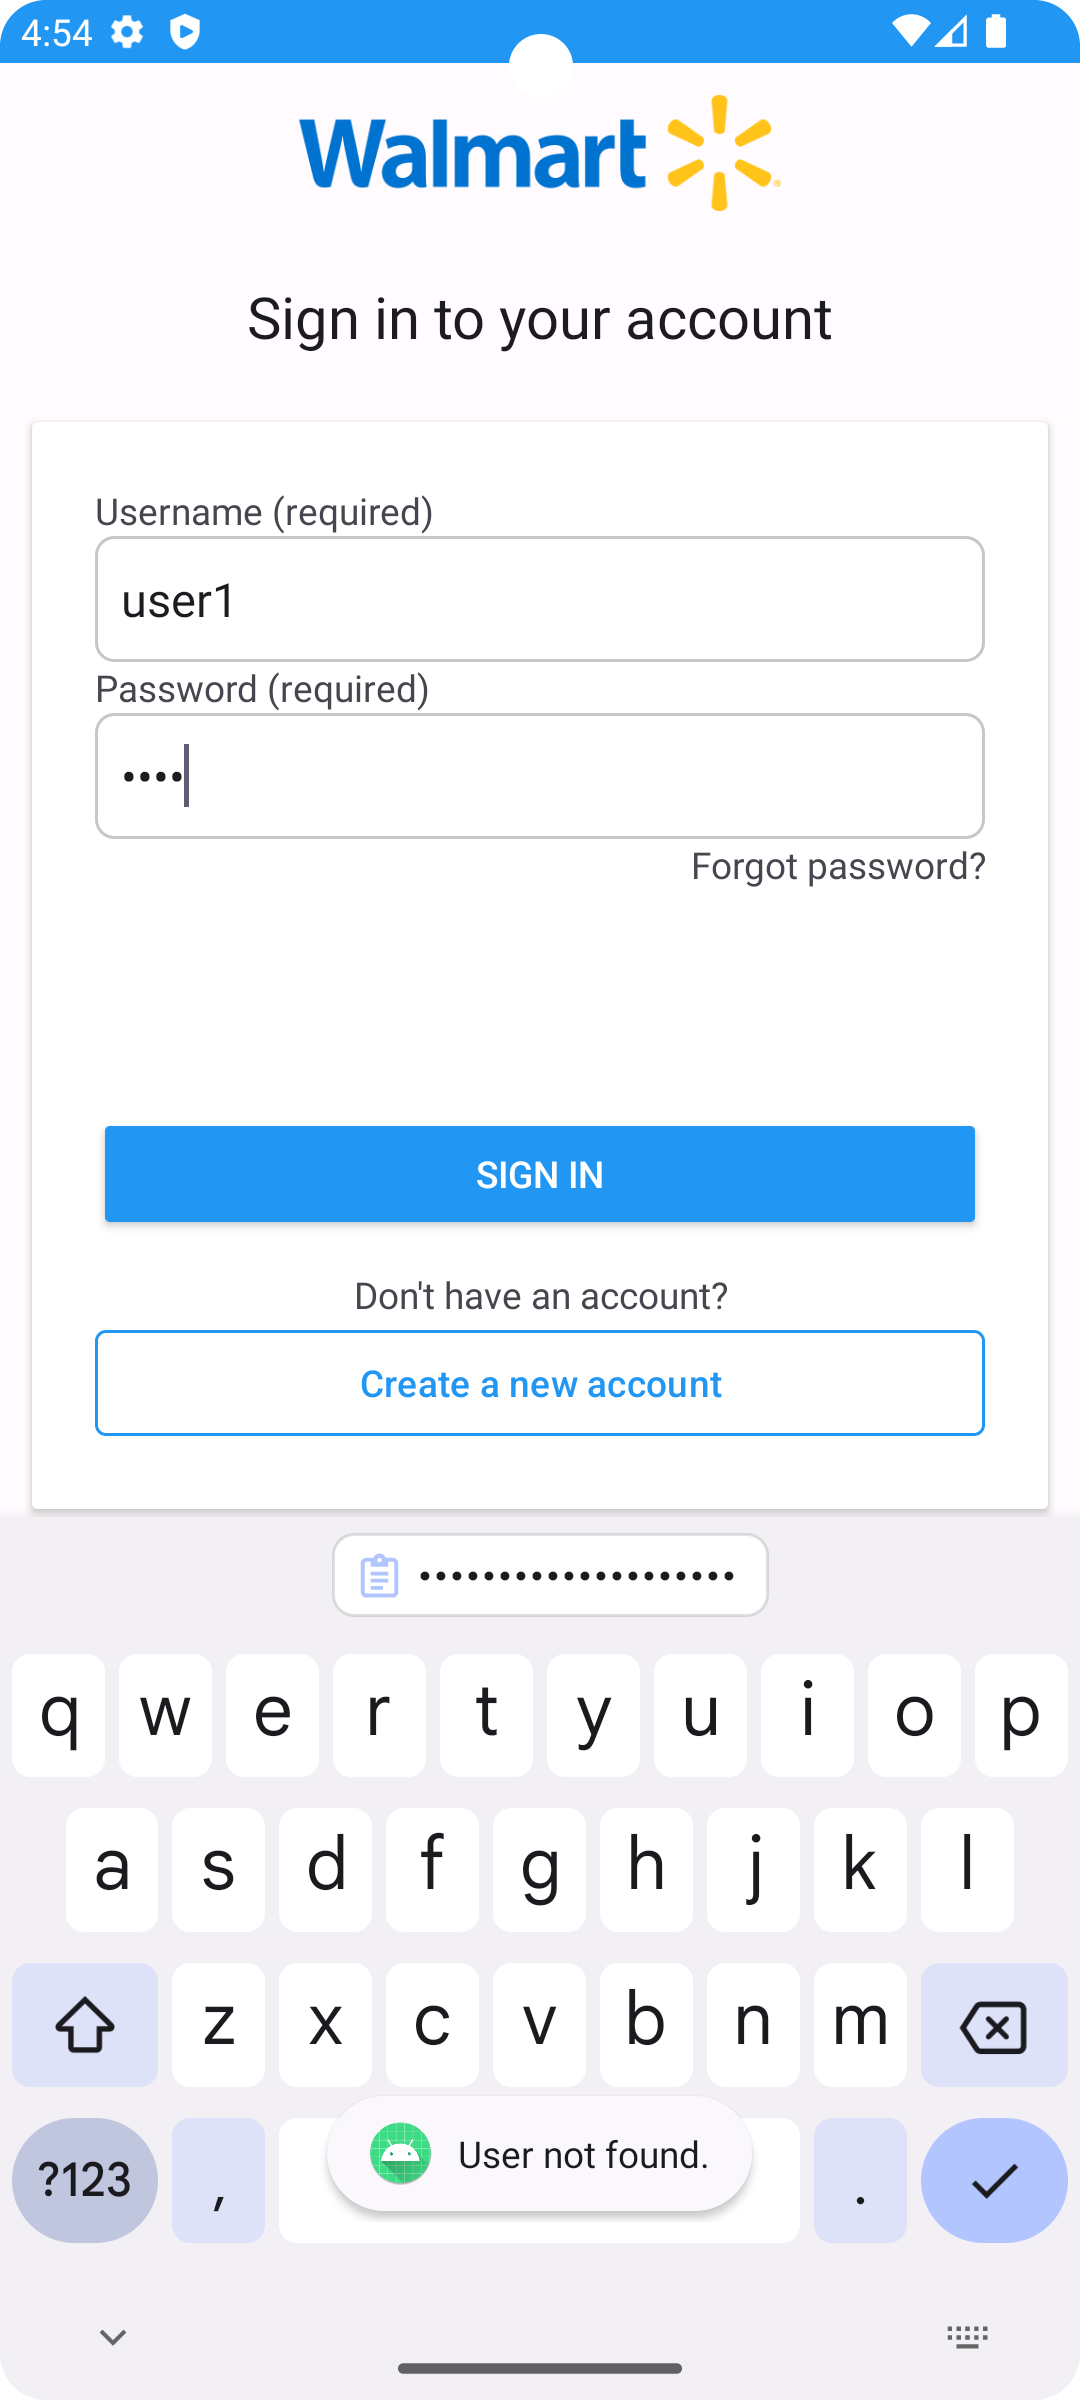 4:54
Walmart
Sign in to your account
Username (required)
user1
Password (required)
••••
Forgot password?
SIGN IN
Don't have an account?
Create a new account
••••••••••••••••••••
q w e r t y u i o p
a s d f g h j k l
z x c v b n m
?123 , .
User not found.